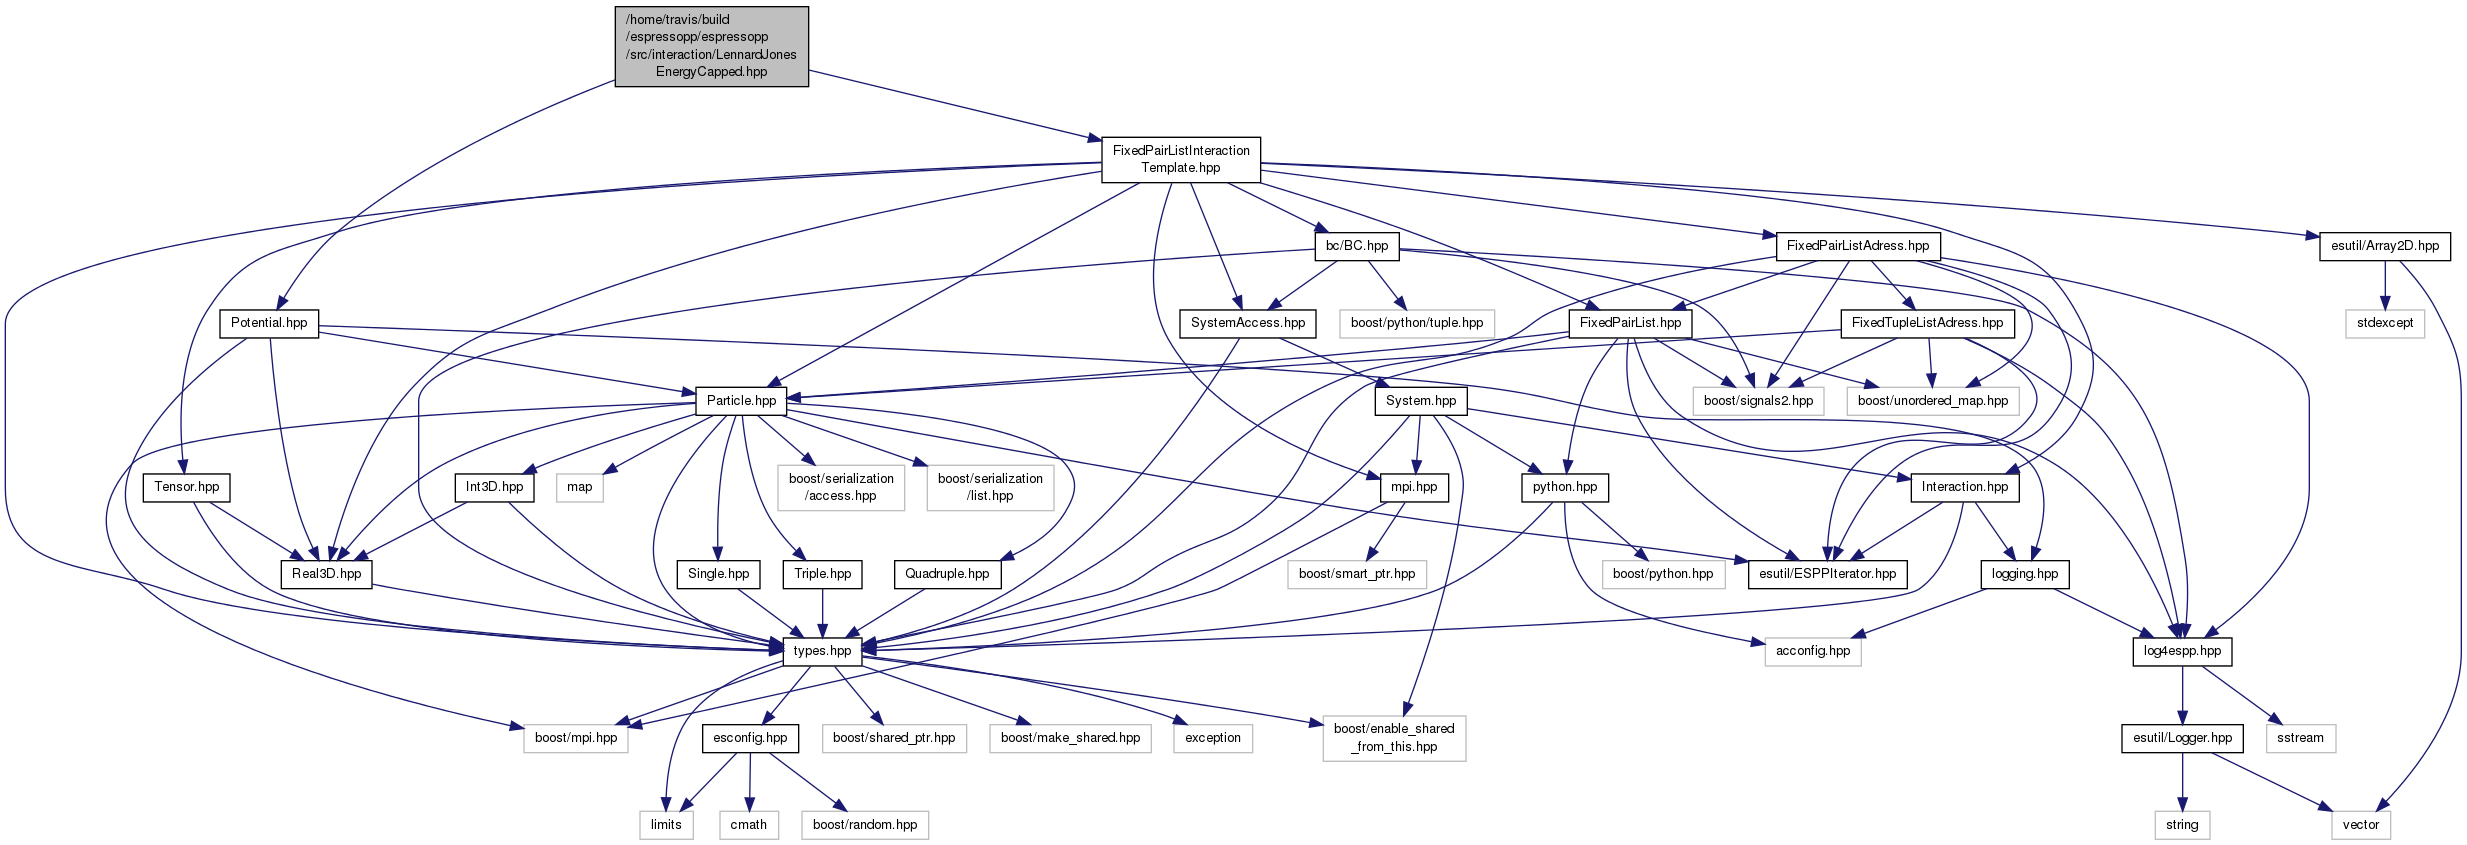 /home/travis/build
/espressopp/espressopp
/src/interaction/LennardJones
EnergyCapped.hpp
FixedPairListInteraction
Template.hpp
bc/BC.hpp
FixedPairListAdress.hpp
esutil/Array2D.hpp
Potential.hpp
SystemAccess.hpp
boost/python/tuple.hpp
FixedPairList.hpp
FixedTupleListAdress.hpp
stdexcept
Particle.hpp
System.hpp
boost/signals2.hpp
boost/unordered_map.hpp
Tensor.hpp
Int3D.hpp
map
boost/serialization
/access.hpp
boost/serialization
/list.hpp
mpi.hpp
python.hpp
Interaction.hpp
Real3D.hpp
Single.hpp
Triple.hpp
Quadruple.hpp
boost/smart_ptr.hpp
boost/python.hpp
esutil/ESPPIterator.hpp
logging.hpp
types.hpp
acconfig.hpp
log4espp.hpp
boost/mpi.hpp
esconfig.hpp
boost/shared_ptr.hpp
boost/make_shared.hpp
exception
boost/enable_shared
_from_this.hpp
esutil/Logger.hpp
sstream
limits
cmath
boost/random.hpp
string
vector